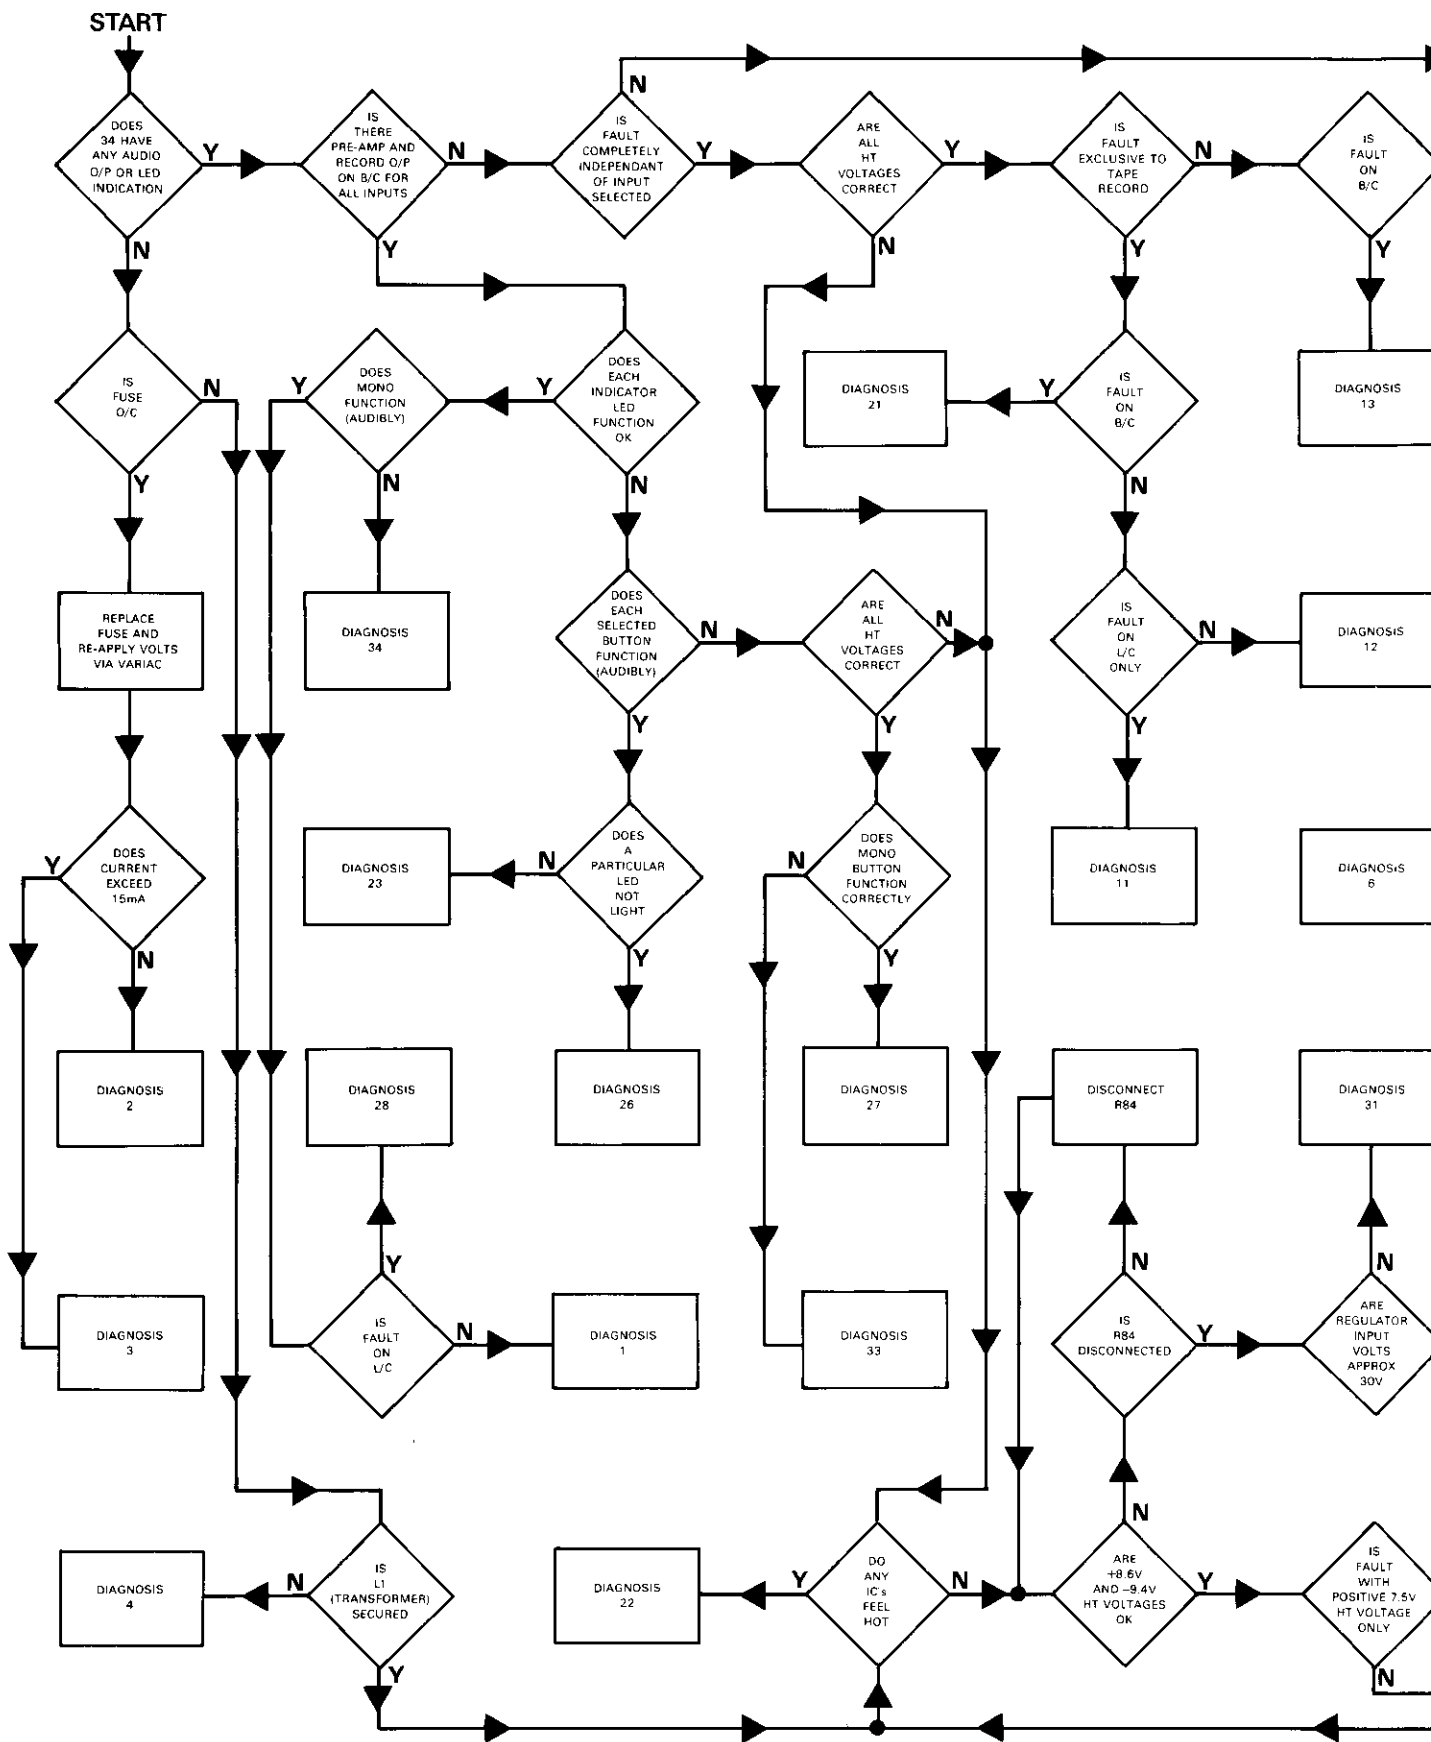 START
DOES
34 HAVE
ANY AUDIO
O/P OR LED
INDICATION
Y
N
IS
THERE
PRE-AMP AND
RECORD O/P
ON B/C FOR
ALL INPUTS
N
Y
IS
FAULT
COMPLETELY
INDEPENDANT
OF INPUT
SELECTED
N
Y
ARE
ALL
HT
VOLTAGES
CORRECT
Y
N
IS
FAULT
EXCLUSIVE TO
TAPE
RECORD
N
Y
IS
FAULT
ON
B/C
Y
IS
FUSE
O/C
N
Y
DOES
MONO
FUNCTION
(AUDIBLY)
Y
N
DOES
EACH
INDICATOR
LED
FUNCTION
OK
Y
N
DIAGNOSIS
21
IS
FAULT
ON
B/C
Y
N
DIAGNOSIS
13
REPLACE
FUSE AND
RE-APPLY VOLTS
VIA VARIAC
DIAGNOSIS
34
DOES
EACH
SELECTED
BUTTON
FUNCTION
(AUDIBLY)
N
Y
ARE
ALL
HT
VOLTAGES
CORRECT
N
Y
IS
FAULT
ON
L/C
ONLY
N
Y
DIAGNOSIS
12
DOES
CURRENT
EXCEED
15mA
Y
N
DIAGNOSIS
23
DOES
A
PARTICULAR
LED
NOT
LIGHT
N
Y
DOES
MONO
BUTTON
FUNCTION
CORRECTLY
N
Y
DIAGNOSIS
11
DIAGNOSIS
6
DIAGNOSIS
2
DIAGNOSIS
28
DIAGNOSIS
26
DIAGNOSIS
27
DISCONNECT
R84
DIAGNOSIS
31
DIAGNOSIS
3
IS
FAULT
ON
L/C
Y
N
DIAGNOSIS
1
DIAGNOSIS
33
IS
R84
DISCONNECTED
N
Y
ARE
REGULATOR
INPUT
VOLTS
APPROX
30V
N
DIAGNOSIS
4
IS
L1
(TRANSFORMER)
SECURED
N
Y
DIAGNOSIS
22
DO
ANY
IC's
FEEL
HOT
Y
N
ARE
+8.6V
AND -9.4V
HT VOLTAGES
OK
N
Y
IS
FAULT
WITH
POSITIVE 7.5V
HT VOLTAGE
ONLY
N